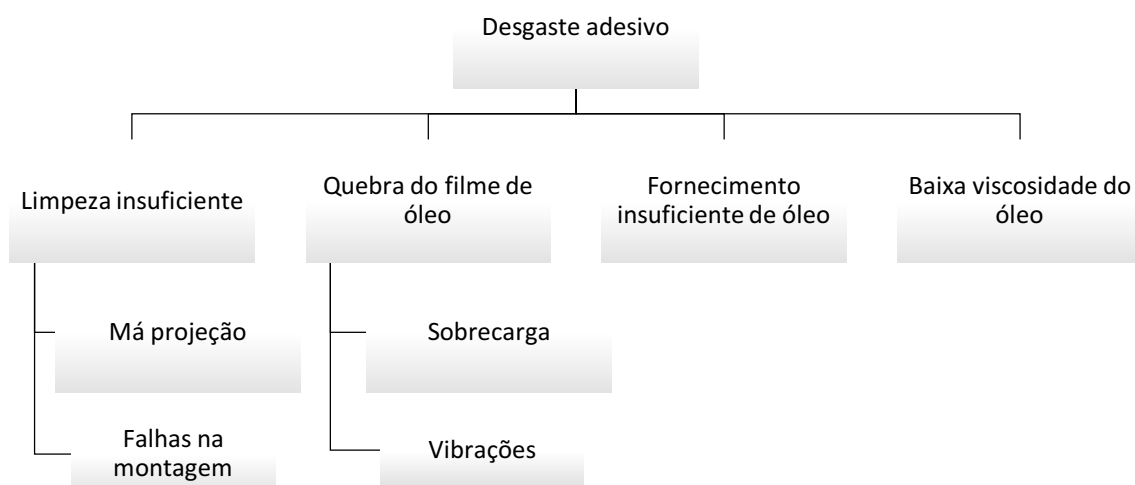 Desgaste adesivo
Limpeza insuficiente
Quebra do filme de
óleo
Fornecimento
insuficiente de óleo
Baixa viscosidade do
óleo
Má projeção
Sobrecarga
Falhas na
montagem
Vibrações